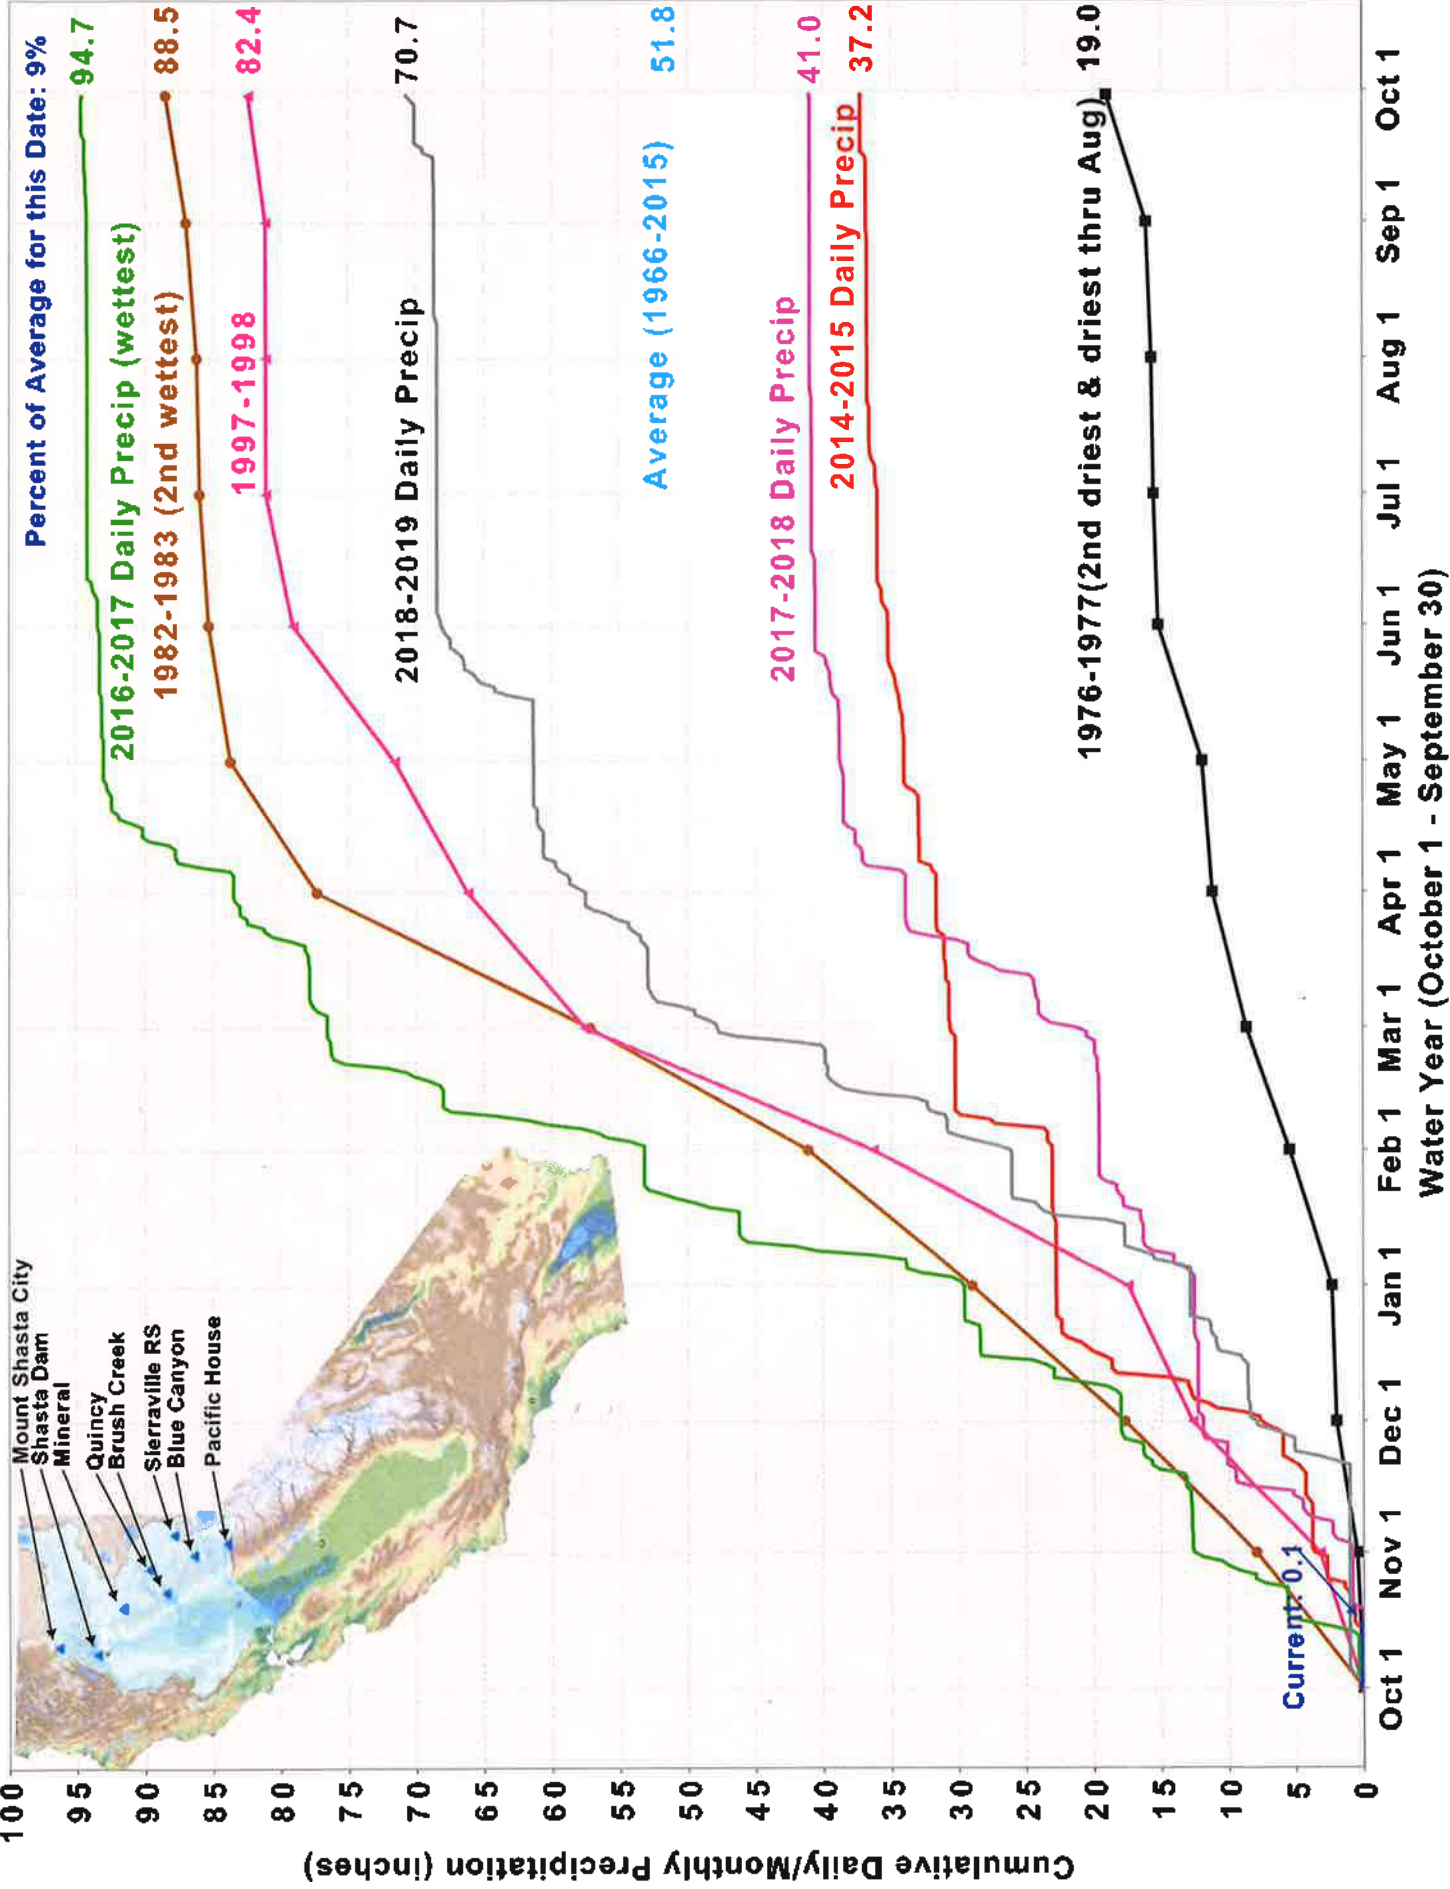 Percent of Average for this Date: 9%
Mount Shasta City
Shasta Dam
Mineral
Quincy
Brush Creek
Sierraville RS
Blue Canyon
Pacific House
2016-2017 Daily Precip (wettest)
94.7
1982-1983 (2nd wettest)
88.5
1997-1998
82.4
2018-2019 Daily Precip
70.7
Average (1966-2015)
51.8
2017-2018 Daily Precip
41.0
2014-2015 Daily Precip
37.2
1976-1977(2nd driest & driest thru Aug)
19.0
Current: 0.1
Cumulative Daily/Monthly Precipitation (inches)
100
95
90
85
80
75
70
65
60
55
50
45
40
35
30
25
20
15
10
5
0
Oct 1 Nov 1 Dec 1 Jan 1 Feb 1 Mar 1 Apr 1 May 1 Jun 1 Jul 1 Aug 1 Sep 1 Oct 1
Water Year (October 1 - September 30)